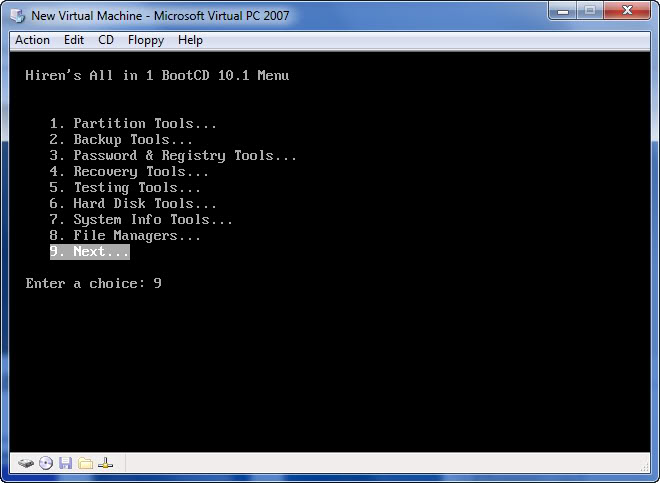 New Virtual Machine - Microsoft Virtual PC 2007
Action Edit CD Floppy Help
Hiren's All in 1 BootCD 10.1 Menu
1. Partition Tools...
2. Backup Tools...
3. Password & Registry Tools...
4. Recovery Tools...
5. Testing Tools...
6. Hard Disk Tools...
7. System Info Tools...
8. File Managers...
9. Next...
Enter a choice: 9